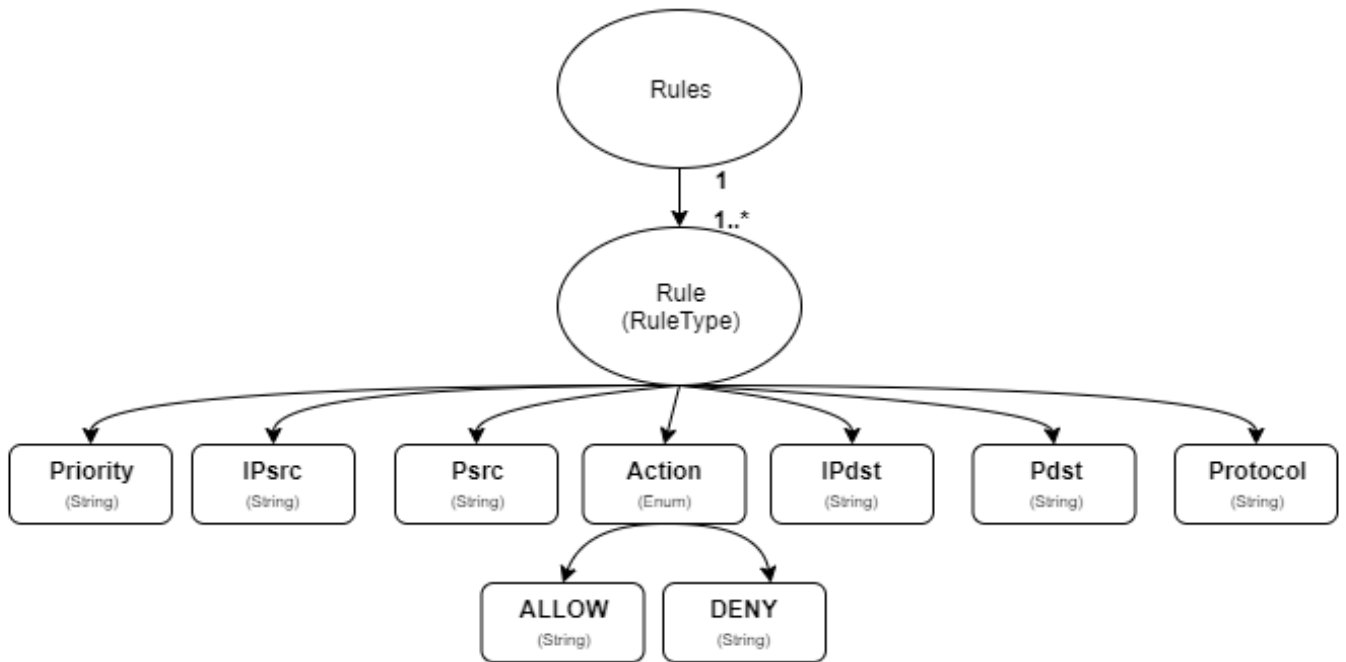 Rules
1
1..*
Rule
(RuleType)
Priority
(String)
IPsrc
(String)
Psrc
(String)
Action
(Enum)
IPdst
(String)
Pdst
(String)
Protocol
(String)
ALLOW
(String)
DENY
(String)